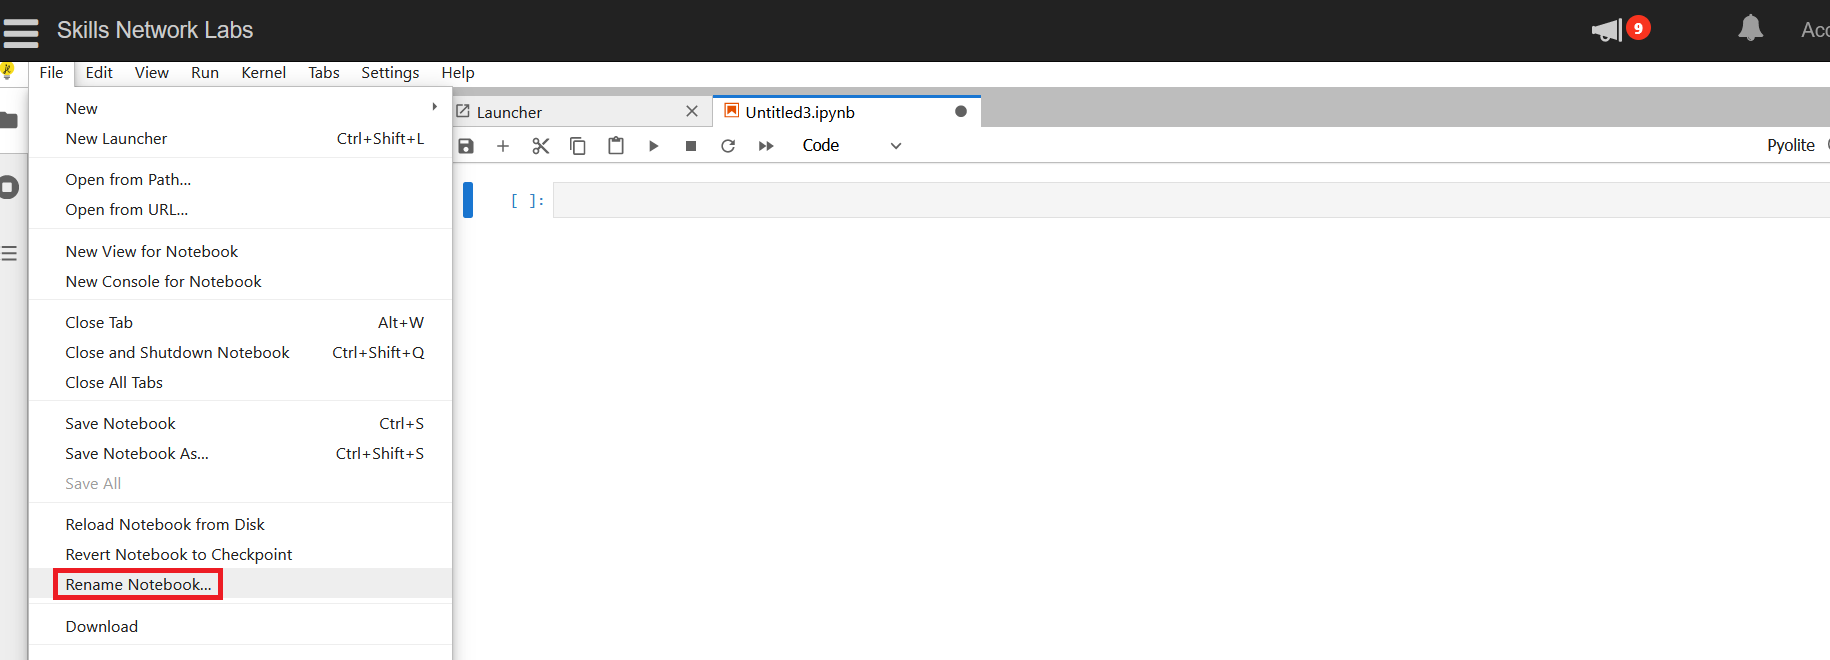 Skills Network Labs
9
File Edit View Run Kernel Tabs Settings Help
New
New Launcher Ctrl+Shift+L
Open from Path...
Open from URL...
New View for Notebook
New Console for Notebook
Close Tab Alt+W
Close and Shutdown Notebook Ctrl+Shift+Q
Close All Tabs
Save Notebook Ctrl+S
Save Notebook As... Ctrl+Shift+S
Save All
Reload Notebook from Disk
Revert Notebook to Checkpoint
Rename Notebook...
Download
Launcher
Untitled3.ipynb
Code
Pyolite
[ ]: